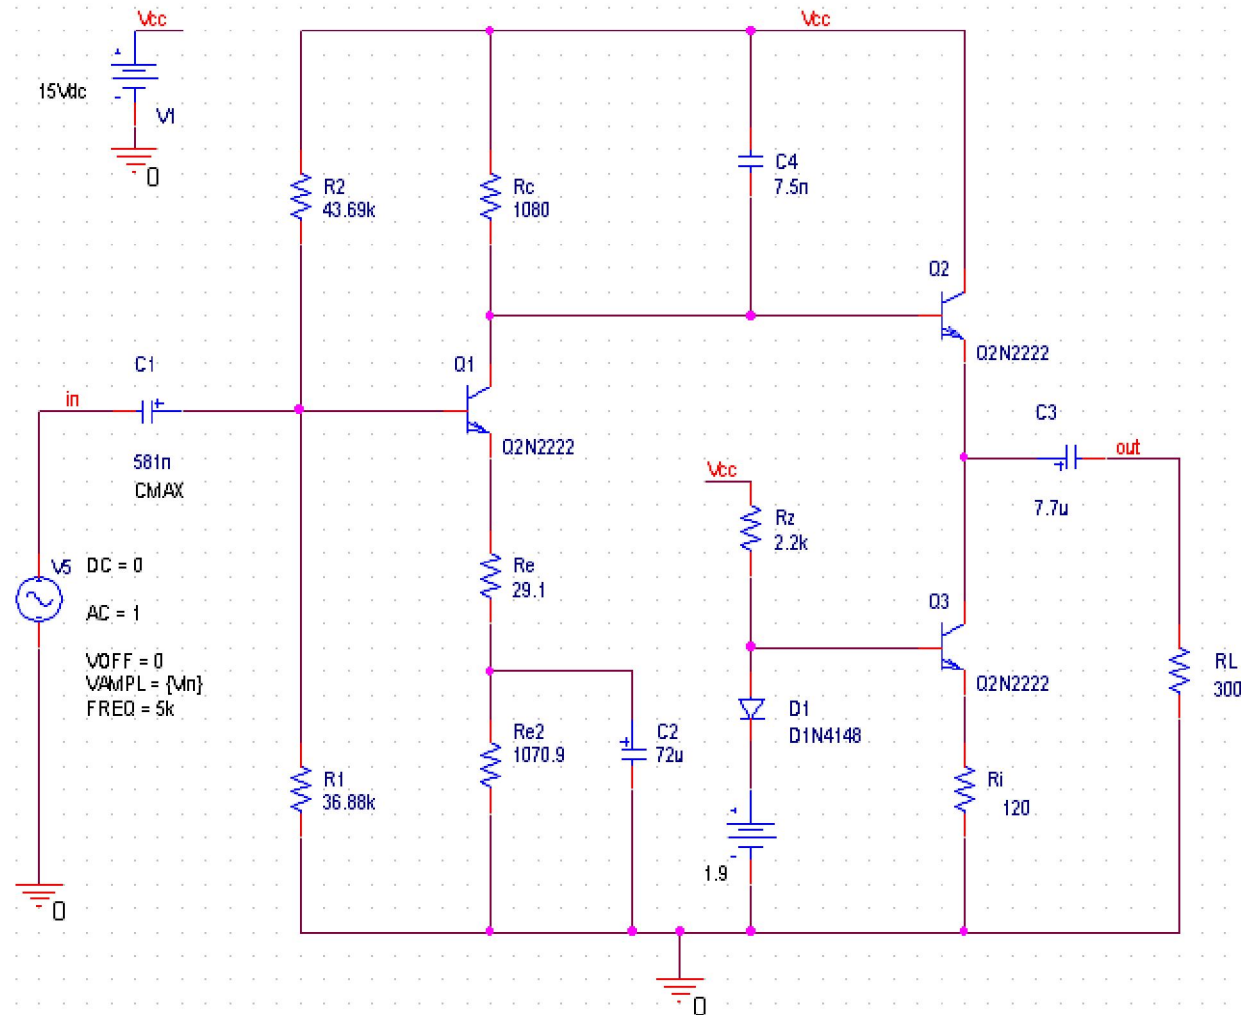 Vcc
Vcc
15Vdc
V1
0
R2
43.69k
Rc
1080
C4
7.5n
Q2
Q2N2222
C1
in
581n
CMAX
Q1
Q2N2222
C3
out
7.7u
Vcc
Rz
2.2k
V5
DC = 0
AC = 1
VOFF = 0
VAMPL = {Vin}
FREQ = 5k
Re
29.1
Q3
Q2N2222
RL
300
D1
D1N4148
Re2
1070.9
C2
72u
R1
36.88k
Ri
120
1.9
0
0